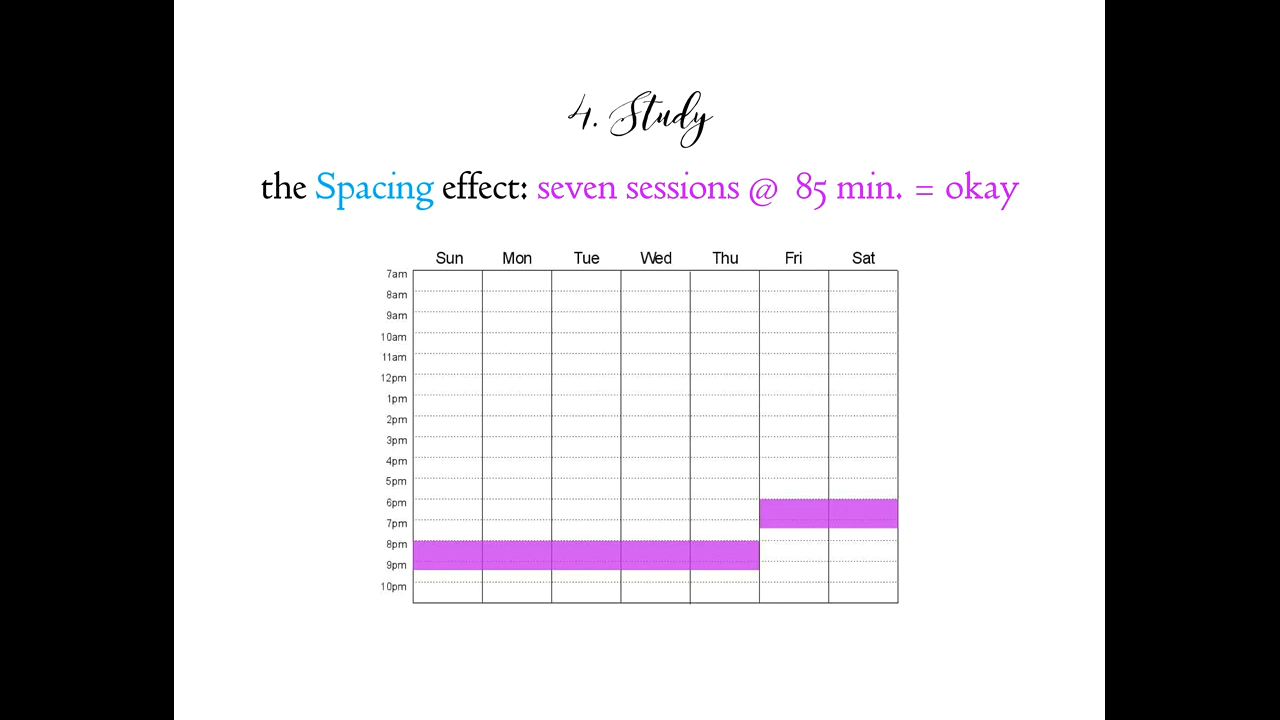 4. Study
the Spacing effect: seven sessions @ 85 min. = okay
Sun Mon Tue Wed Thu Fri Sat
7am
8am
9am
10am
11am
12pm
1pm
2pm
3pm
4pm
5pm
6pm
7pm
8pm
9pm
10pm